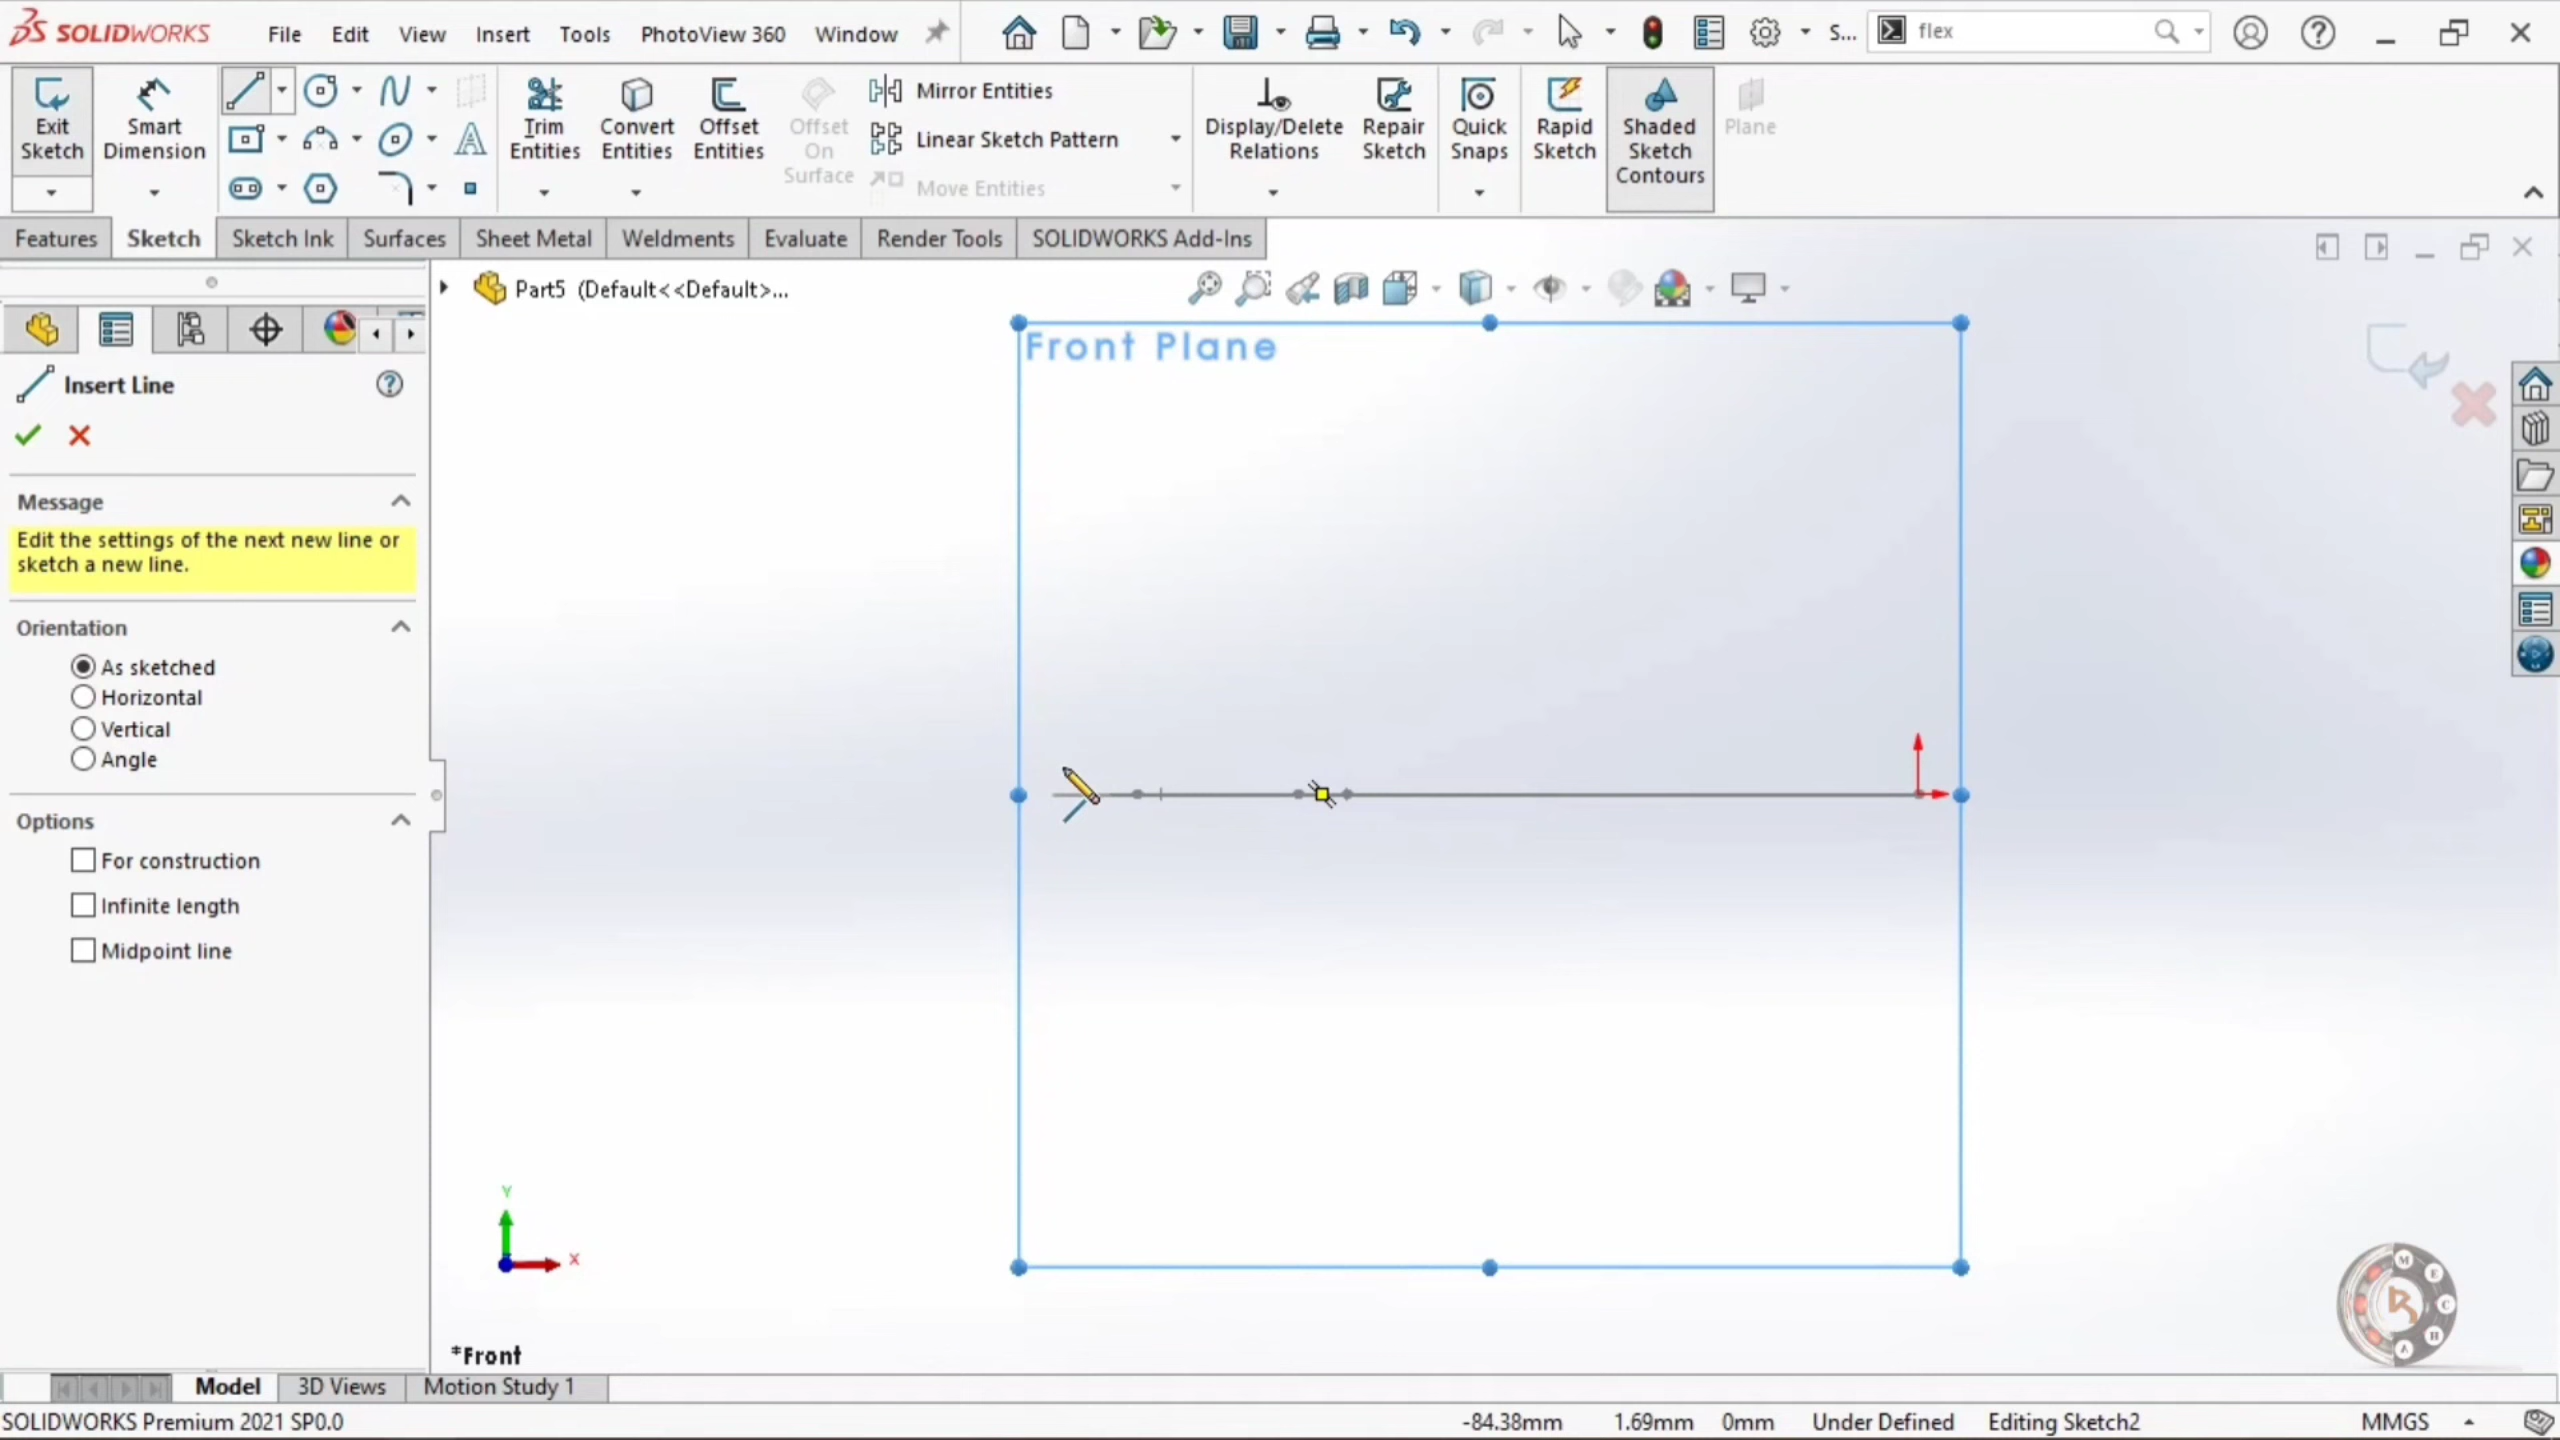 SOLIDWORKS File Edit View Insert Tools PhotoView 360 Window S... flex
Exit Sketch
Smart Dimension
Trim Entities
Convert Entities
Offset Entities
Offset On Surface
Mirror Entities
Linear Sketch Pattern
Move Entities
Display/Delete Relations
Repair Sketch
Quick Snaps
Rapid Sketch
Shaded Sketch Contours
Plane
Features Sketch Sketch Ink Surfaces Sheet Metal Weldments Evaluate Render Tools SOLIDWORKS Add-Ins
Part5 (Default<<Default>...
Insert Line
Message
Edit the settings of the next new line or
sketch a new line.
Orientation
As sketched
Horizontal
Vertical
Angle
Options
For construction
Infinite length
Midpoint line
Front Plane
Y
X
*Front
M
E
C
H
A
Model 3D Views Motion Study 1
SOLIDWORKS Premium 2021 SP0.0 -84.38mm 1.69mm 0mm Under Defined Editing Sketch2 MMGS